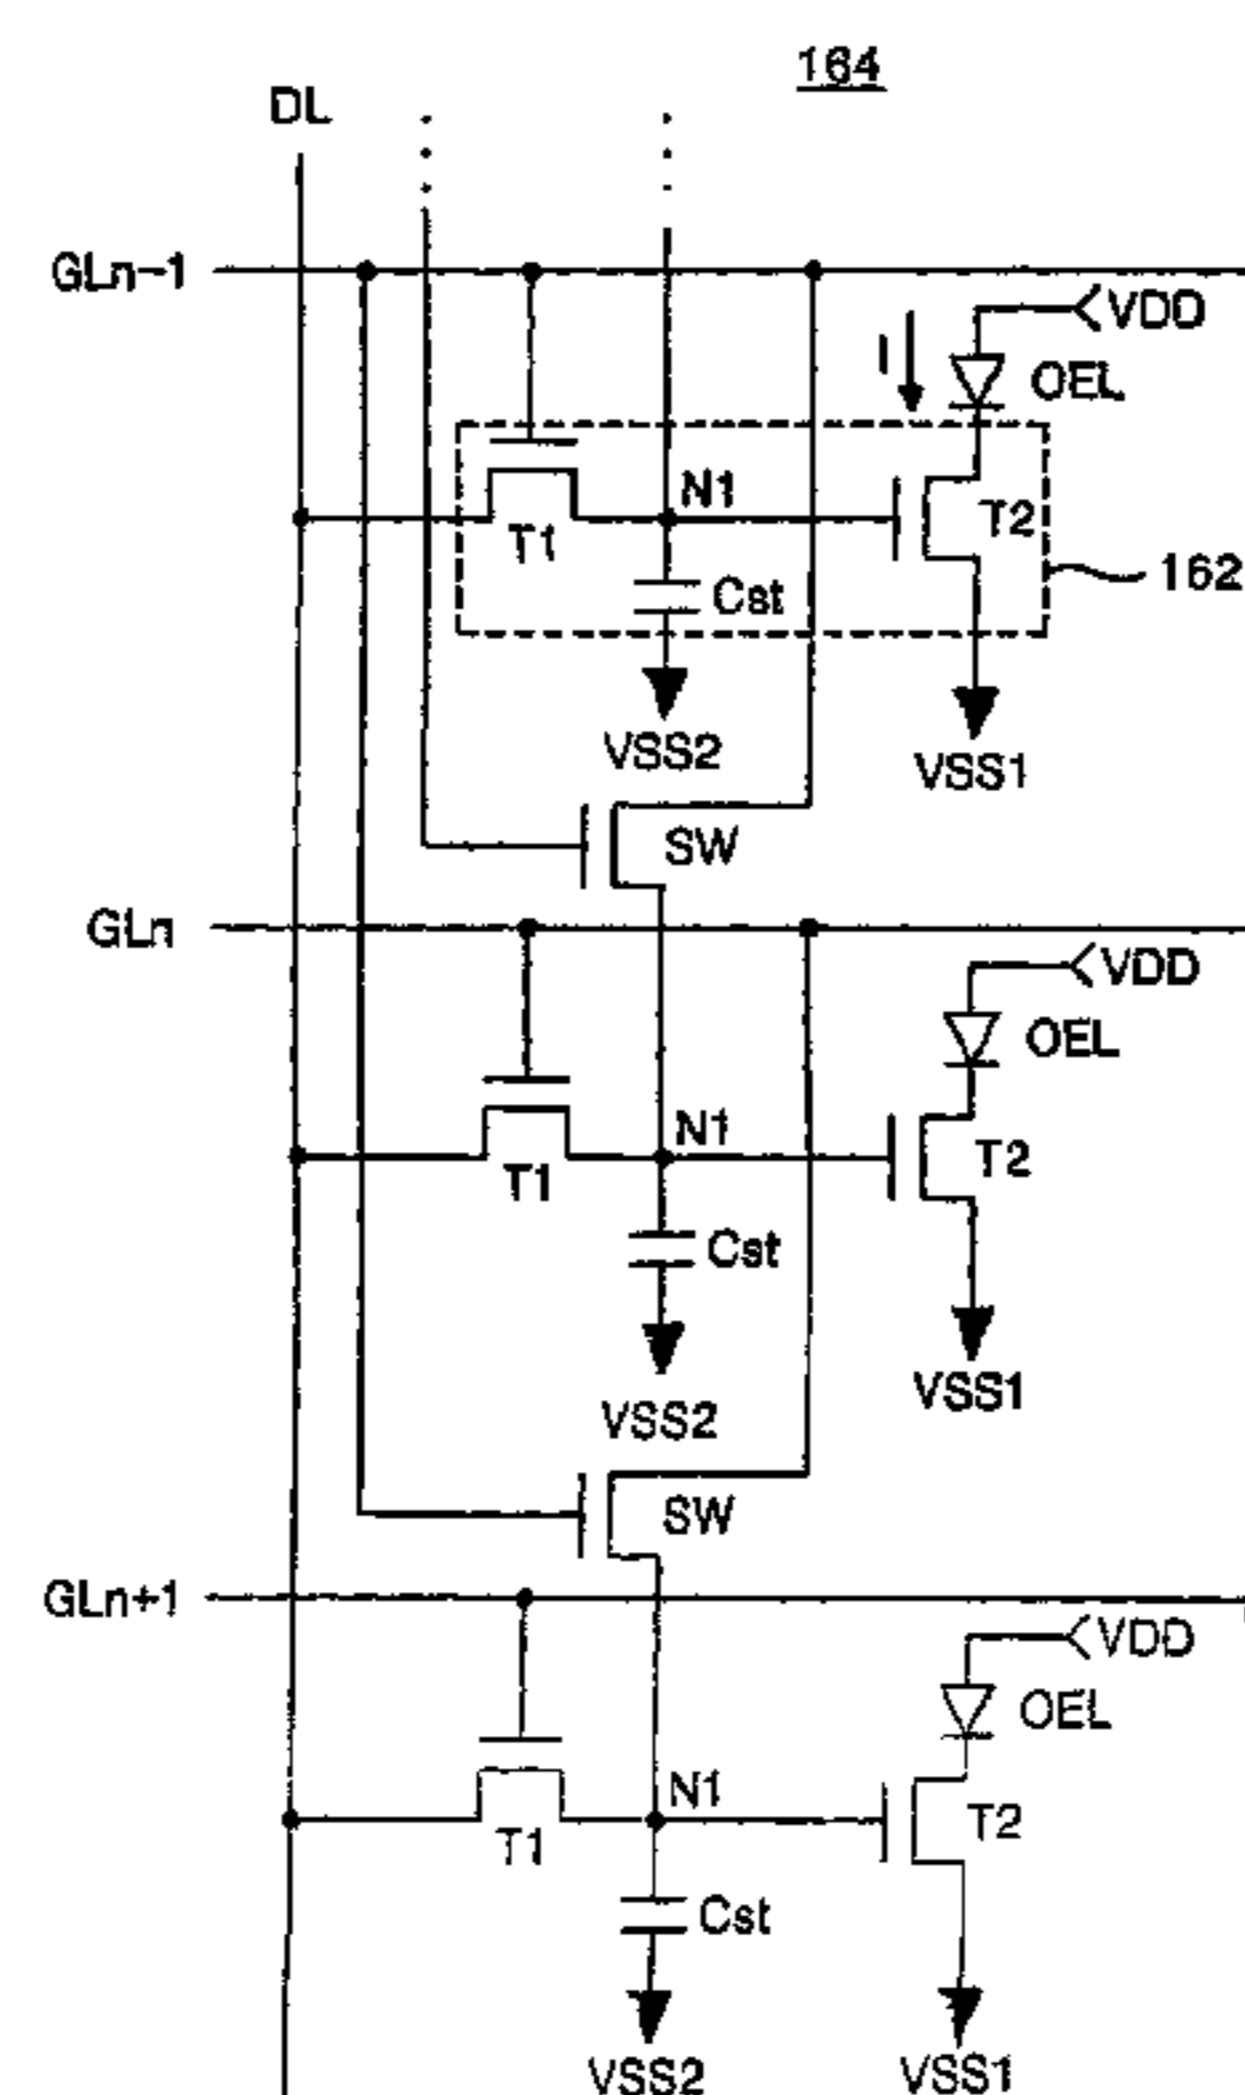 164
DL
GLn-1
VDD
I
OEL
N1
T1
T2
162
Cst
VSS2
VSS1
SW
GLn
VDD
OEL
N1
T1
T2
Cst
VSS1
VSS2
SW
GLn+1
VDD
OEL
N1
T1
T2
Cst
VSS2
VSS1